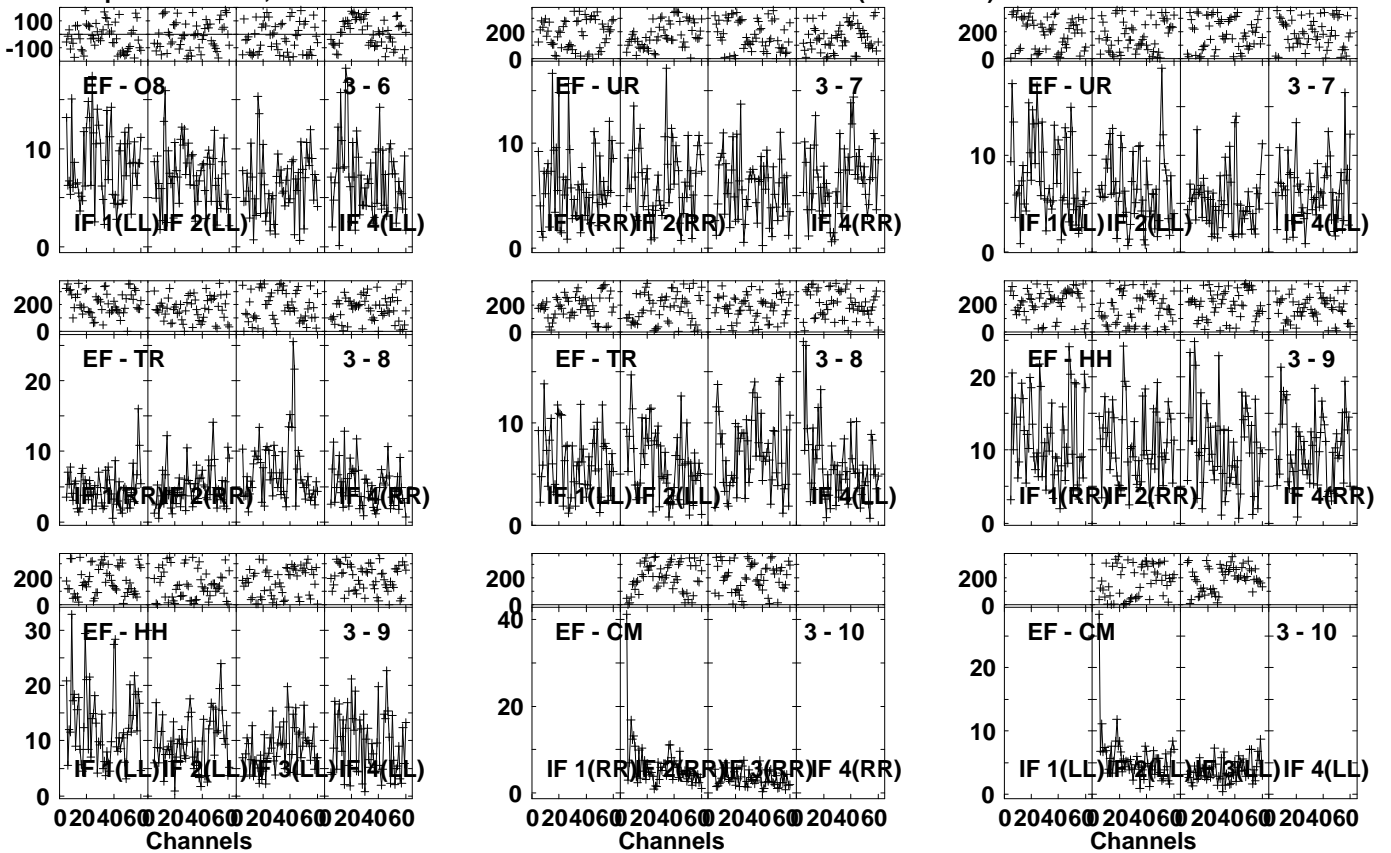 100
-100
EF - O8 3 - 6
10
0
IF 1(LL) IF 2(LL) IF 4(LL)
200
0
EF - UR 3 - 7
10
0
IF 1(RR) IF 2(RR) IF 4(RR)
200
0
EF - UR 3 - 7
10
0
IF 1(LL) IF 2(LL) IF 4(LL)
200
0
EF - TR 3 - 8
20
10
0
IF 1(RR) IF 2(RR) IF 4(RR)
200
0
EF - TR 3 - 8
10
0
IF 1(LL) IF 2(LL) IF 4(LL)
200
0
EF - HH 3 - 9
20
10
0
IF 1(RR) IF 2(RR) IF 4(RR)
200
0
EF - HH 3 - 9
30
20
10
0
IF 1(LL) IF 2(LL) IF 3(LL) IF 4(LL)
0 20 40 60 0 20 40 60 0 20 40 60 0 20 40 60
Channels
200
0
EF - CM 3 - 10
40
20
0
IF 1(RR) IF 2(RR) IF 3(RR) IF 4(RR)
0 20 40 60 0 20 40 60 0 20 40 60 0 20 40 60
Channels
200
0
EF - CM 3 - 10
20
10
0
IF 1(LL) IF 2(LL) IF 3(LL) IF 4(LL)
0 20 40 60 0 20 40 60 0 20 40 60 0 20 40 60
Channels